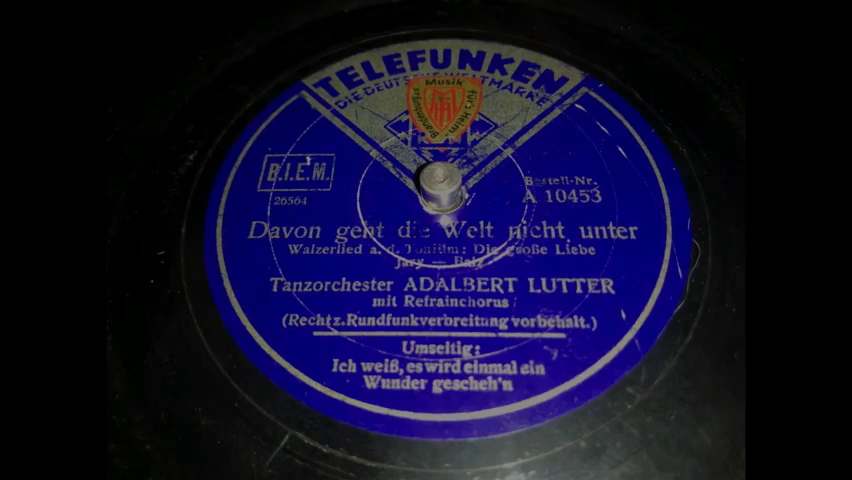 TELEFUNKEN
DIE DEUTSCHE WELTMARKE
Musik
fürs Heim
B.I.E.M.
Bestell-Nr.
26564
A 10453
Davon geht die Welt nicht unter
Walzerlied a. d. Tonfilm: Die große Liebe
Jary — Balz
Tanzorchester ADALBERT LUTTER
mit Refrainchorus
(Recht z. Rundfunkverbreitung vorbehalt.)
Umseitig:
Ich weiß, es wird einmal ein
Wunder gescheh'n